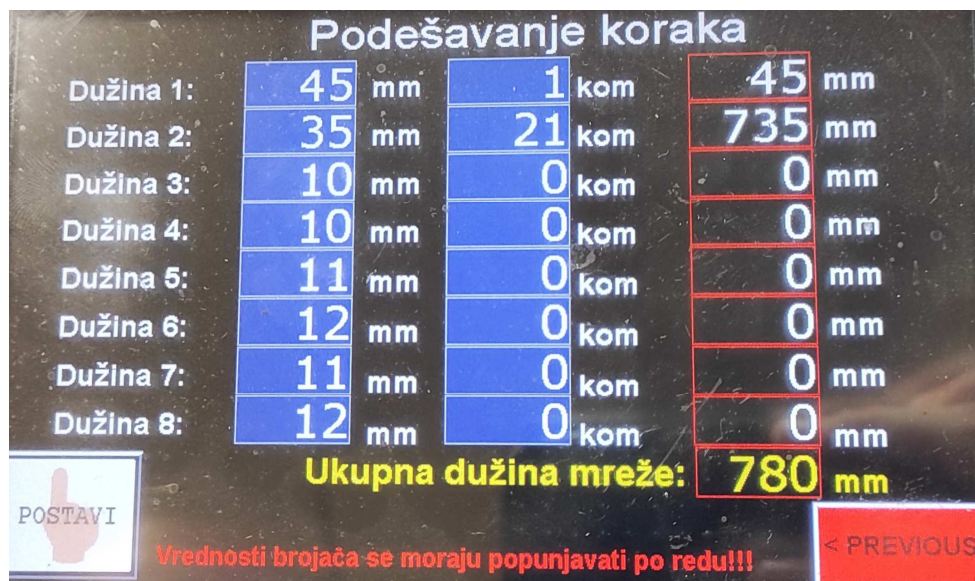 Podešavanje koraka
Dužina 1: 45 mm 1 kom 45 mm
Dužina 2: 35 mm 21 kom 735 mm
Dužina 3: 10 mm 0 kom 0 mm
Dužina 4: 10 mm 0 kom 0 mm
Dužina 5: 11 mm 0 kom 0 mm
Dužina 6: 12 mm 0 kom 0 mm
Dužina 7: 11 mm 0 kom 0 mm
Dužina 8: 12 mm 0 kom 0 mm
Ukupna dužina mreže: 780 mm
POSTAVI
Vrednosti brojača se moraju popunjavati po redu!!!
< PREVIOUS